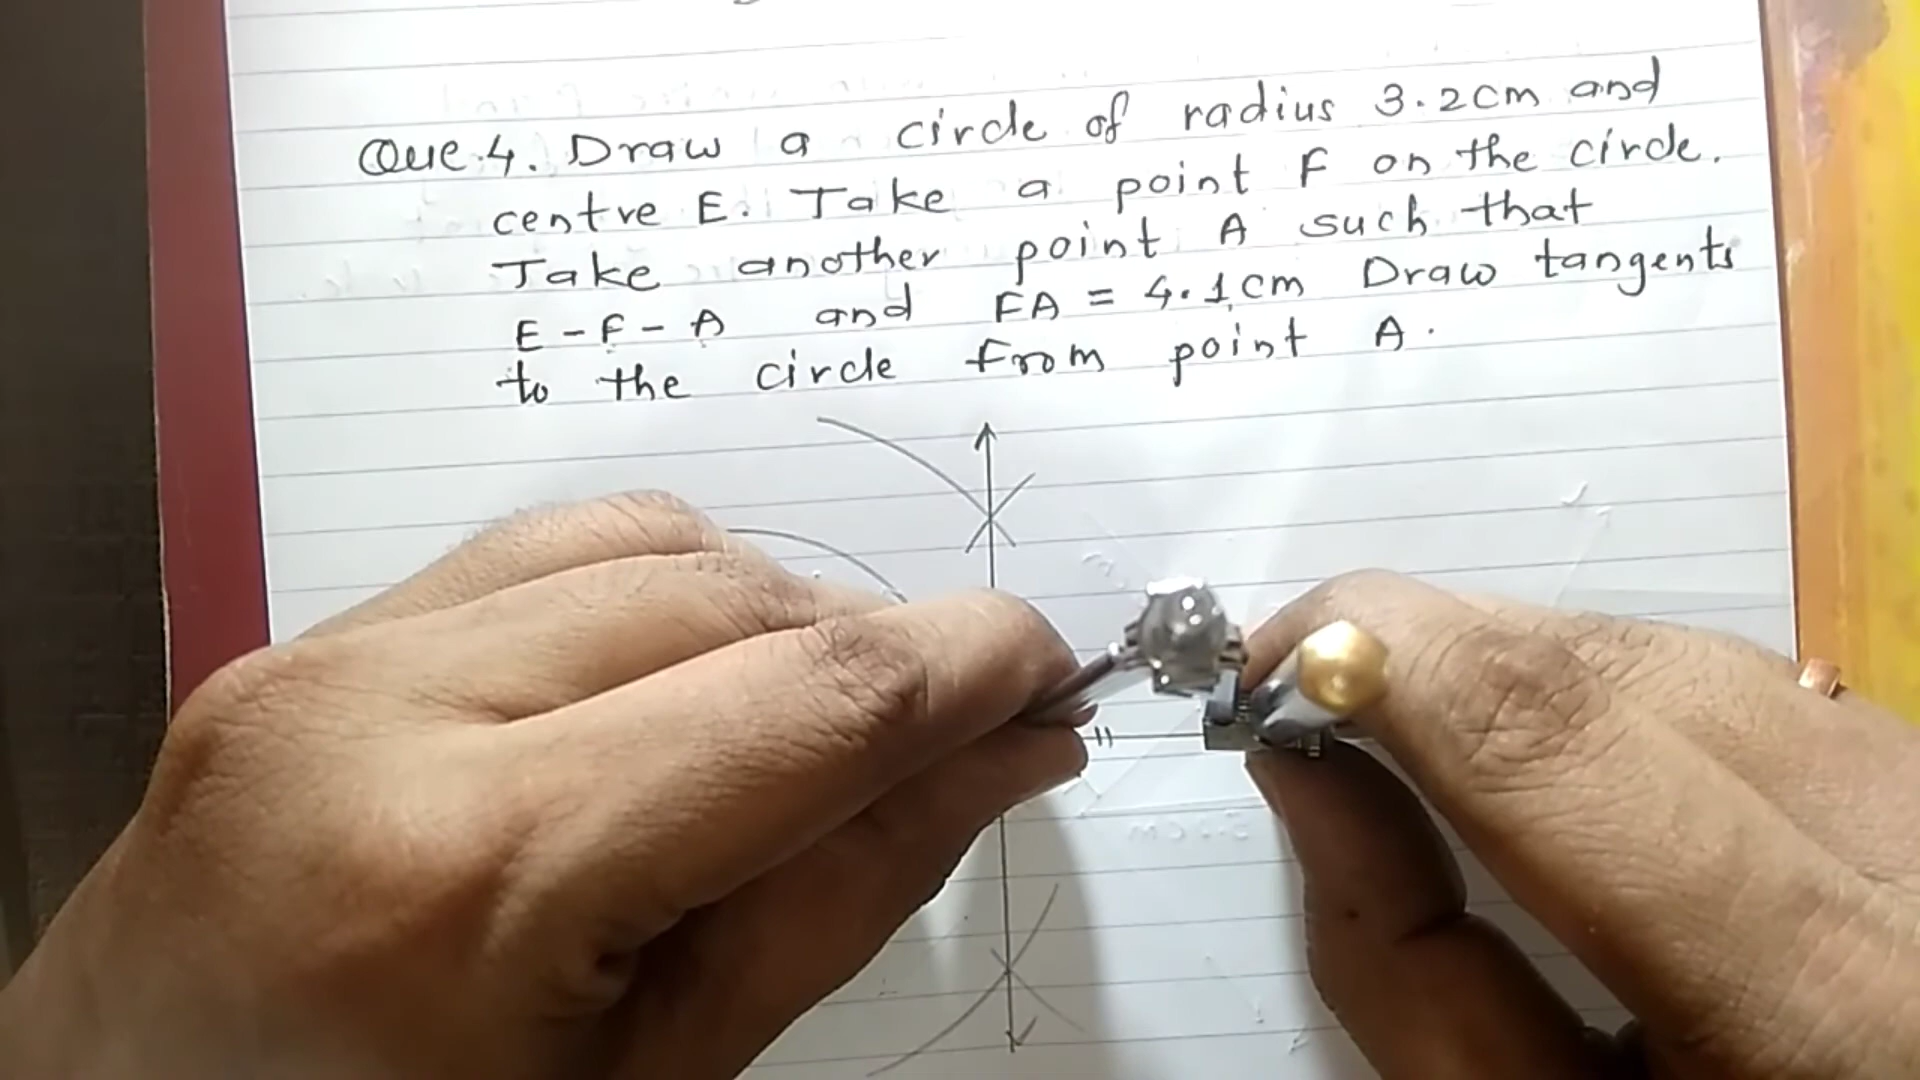 Que.4. Draw a circle of radius 3.2cm and
centre E. Take a point F on the circle.
Take another point A such that
E - F - A and FA = 4.1cm Draw tangents
to the circle from point A.